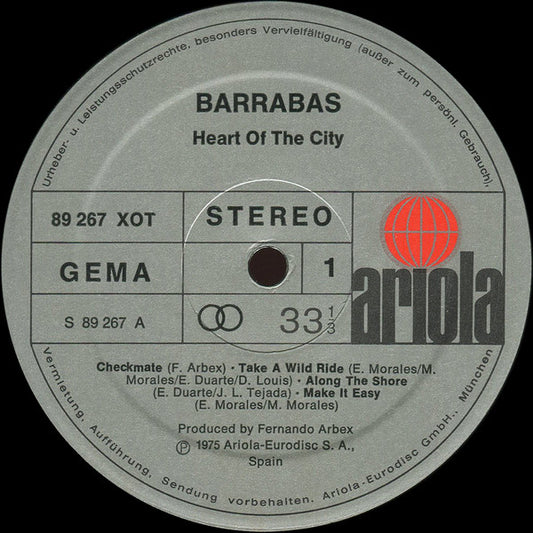 Urheber- u. Leistungsschutzrechte, besonders Vervielfältigung (außer zum persönl. Gebrauch),
BARRABAS
Heart Of The City
89 267 XOT
STEREO
GEMA
1
ariola
S 89 267 A
33 1/3
Checkmate (F. Arbex) · Take A Wild Ride (E. Morales/M.
Morales/E. Duarte/D. Louis) · Along The Shore
(E. Duarte/J. L. Tejada) · Make It Easy
(E. Morales/M. Morales)
Produced by Fernando Arbex
℗ 1975 Ariola-Eurodisc S. A.,
Spain
Vermietung, Aufführung, Sendung vorbehalten. Ariola-Eurodisc GmbH., München